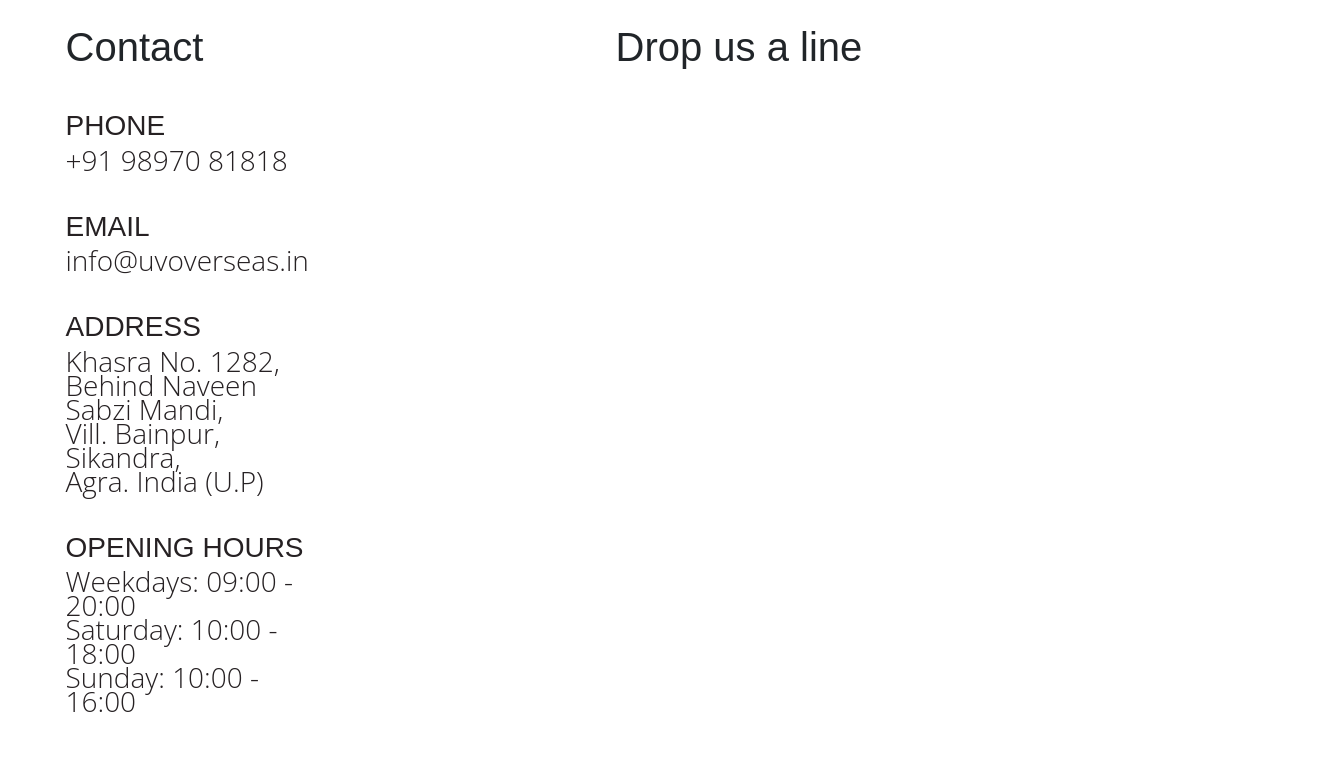 Contact
PHONE
+91 98970 81818
EMAIL
info@uvoverseas.in
ADDRESS
Khasra No. 1282,
Behind Naveen
Sabzi Mandi,
Vill. Bainpur,
Sikandra,
Agra. India (U.P)
OPENING HOURS
Weekdays: 09:00 -
20:00
Saturday: 10:00 -
18:00
Sunday: 10:00 -
16:00
Drop us a line